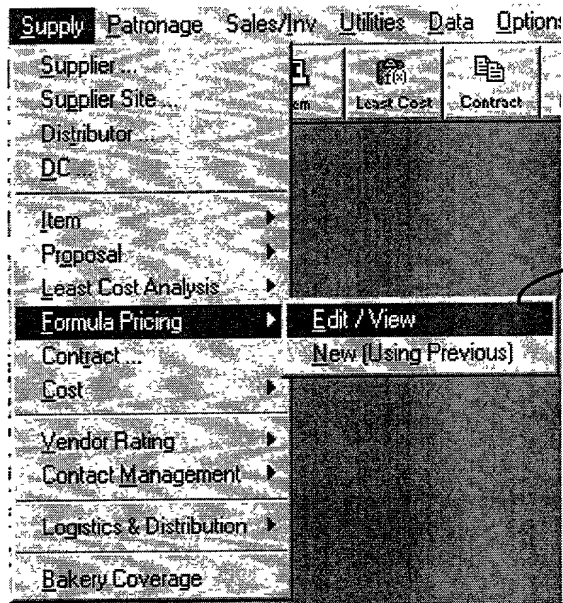 Supply Patronage Sales/Inv Utilities Data Options
Supplier ...
Supplier Site ...
Distributor ...
DC ...
Least Cost
Contract
Item
Proposal
Least Cost Analysis
Formula Pricing
Edit / View
New (Using Previous)
Contract ...
Cost
Vendor Rating
Contact Management
Logistics & Distribution
Bakery Coverage